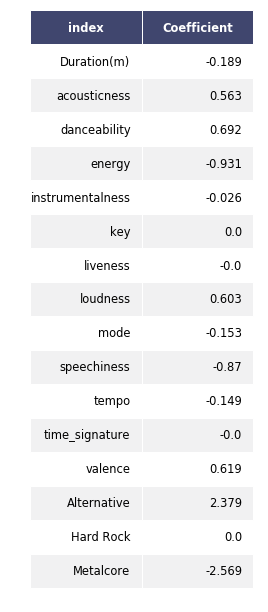 index Coefficient
Duration(m) -0.189
acousticness 0.563
danceability 0.692
energy -0.931
instrumentalness -0.026
key 0.0
liveness -0.0
loudness 0.603
mode -0.153
speechiness -0.87
tempo -0.149
time_signature -0.0
valence 0.619
Alternative 2.379
Hard Rock 0.0
Metalcore -2.569